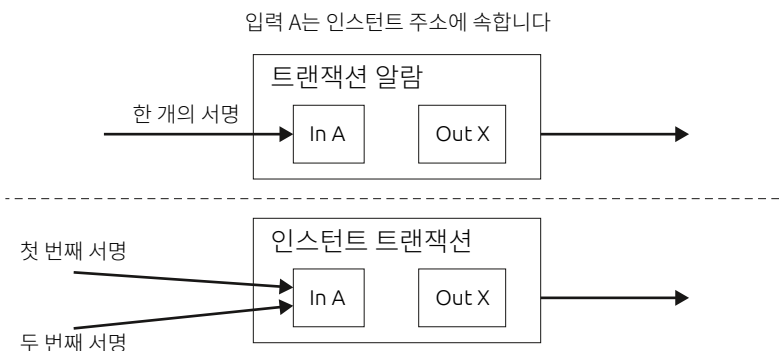 입력 A는 인스턴트 주소에 속합니다
트랜잭션 알람
한 개의 서명
In A
Out X
인스턴트 트랜잭션
첫 번째 서명
In A
Out X
두 번째 서명